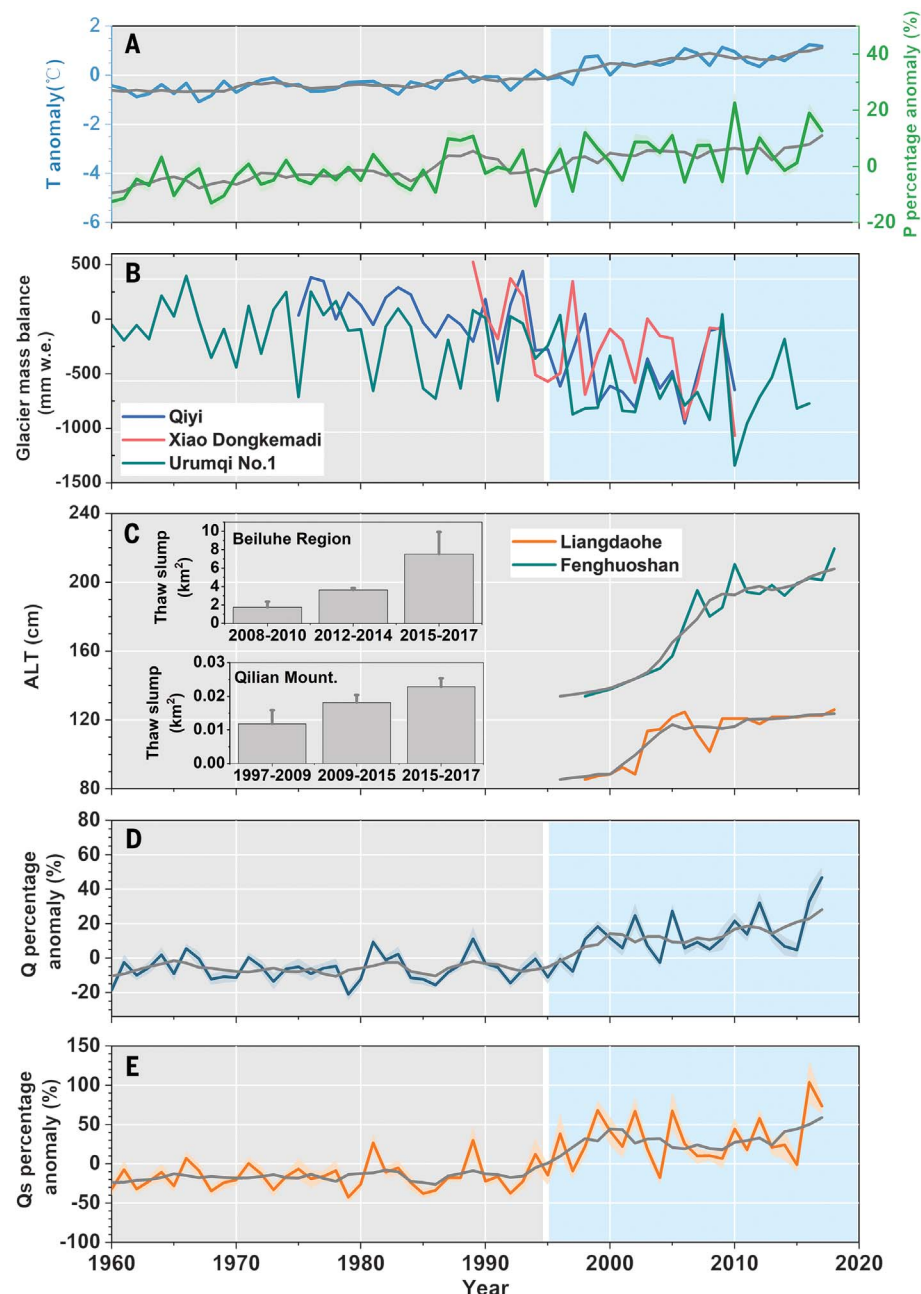 A
T anomaly(℃)
2
0
-2
-4
-6
P percentage anomaly (%)
40
20
0
-20
B
Glacier mass balance
(mm w.e.)
500
0
-500
-1000
-1500
Qiyi
Xiao Dongkemadi
Urumqi No.1
C
ALT (cm)
240
200
160
120
80
Beiluhe Region
Thaw slump
(km²)
10
8
6
4
2
0
2008-2010 2012-2014 2015-2017
Qilian Mount.
Thaw slump
(km²)
0.03
0.02
0.01
0.00
1997-2009 2009-2015 2015-2017
Liangdaohe
Fenghuoshan
D
Q percentage
anomaly (%)
80
60
40
20
0
-20
E
Qs percentage
anomaly (%)
150
100
50
0
-50
-100
1960 1970 1980 1990 2000 2010 2020
Year